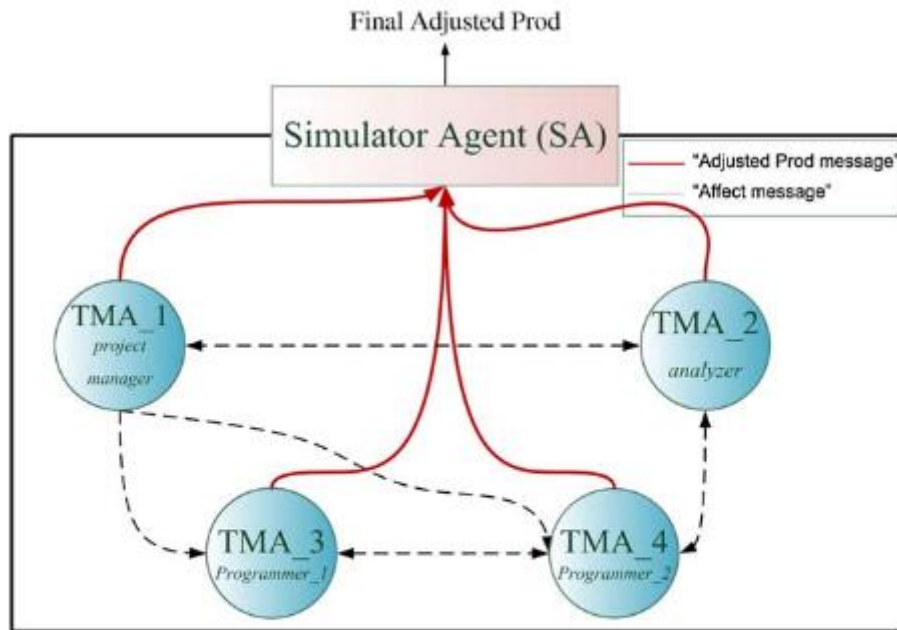 Final Adjusted Prod
Simulator Agent (SA)
"Adjusted Prod message"
"Affect message"
TMA_1
project
manager
TMA_2
analyzer
TMA_3
Programmer_1
TMA_4
Programmer_2